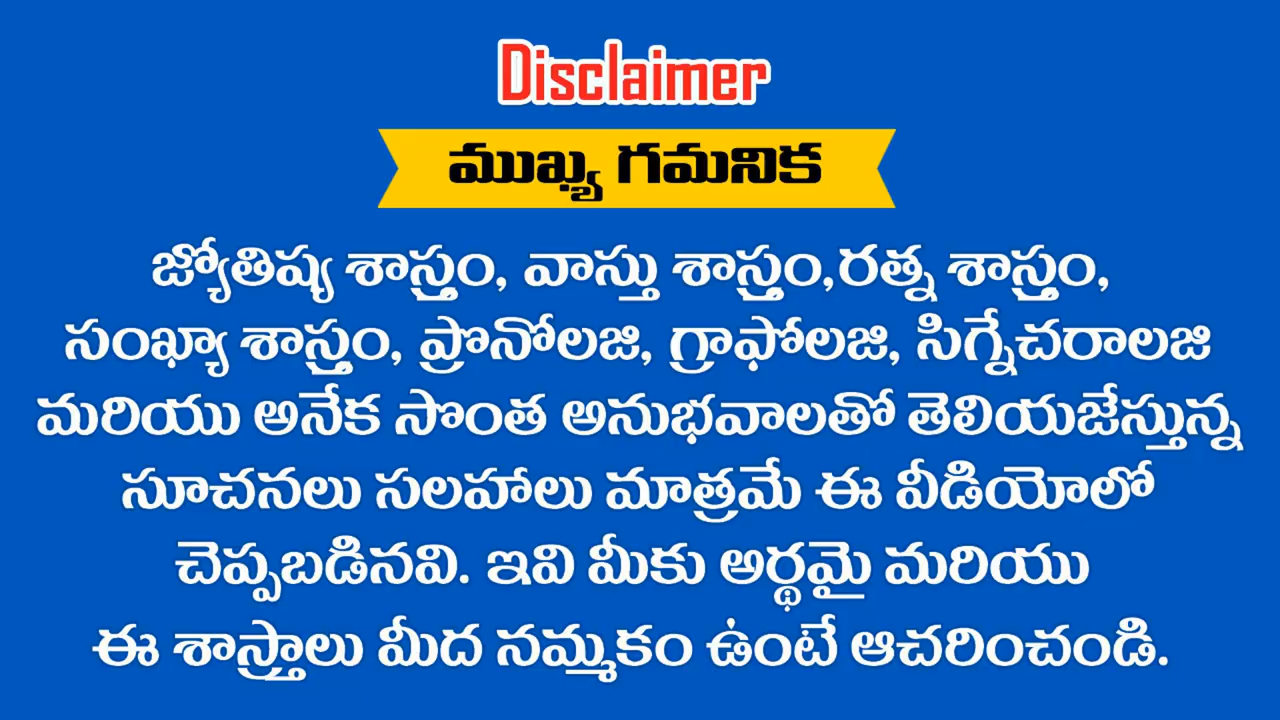 Disclaimer
ముఖ్య గమనిక
జ్యోతిష్య శాస్త్రం, వాస్తు శాస్త్రం,రత్న శాస్త్రం,
సంఖ్యా శాస్త్రం, ప్రొనోలజి, గ్రాఫోలజి, సిగ్నేచరాలజి
మరియు అనేక సొంత అనుభవాలతో తెలియజేస్తున్న
సూచనలు సలహాలు మాత్రమే ఈ వీడియోలో
చెప్పబడినవి. ఇవి మీకు అర్థమై మరియు
ఈ శాస్త్రాలు మీద నమ్మకం ఉంటే ఆచరించండి.